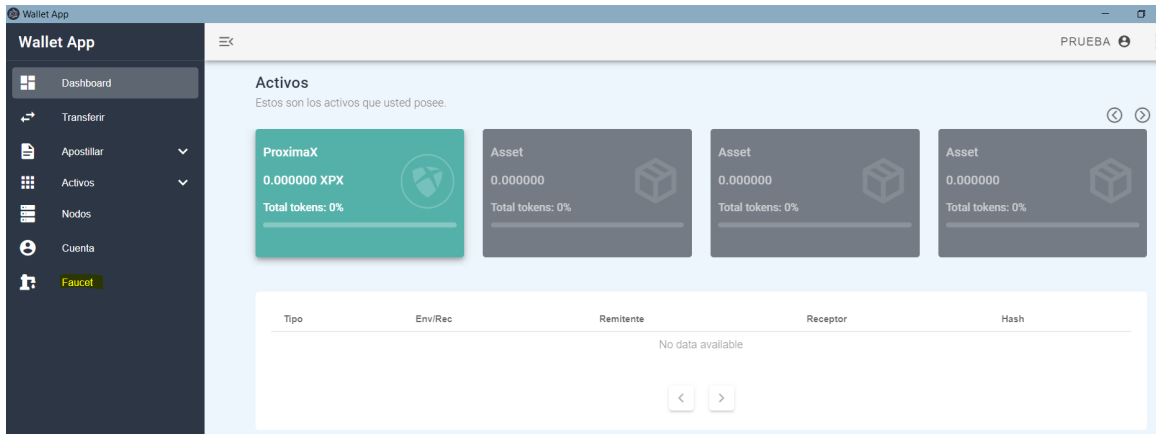 Wallet App
Wallet App
PRUEBA
Dashboard
Transferir
Apostillar
Activos
Nodos
Cuenta
Faucet
Activos
Estos son los activos que usted posee.
ProximaX
0.000000 XPX
Total tokens: 0%
Asset
0.000000
Total tokens: 0%
Asset
0.000000
Total tokens: 0%
Asset
0.000000
Total tokens: 0%
Tipo Env/Rec Remitente Receptor Hash
No data available